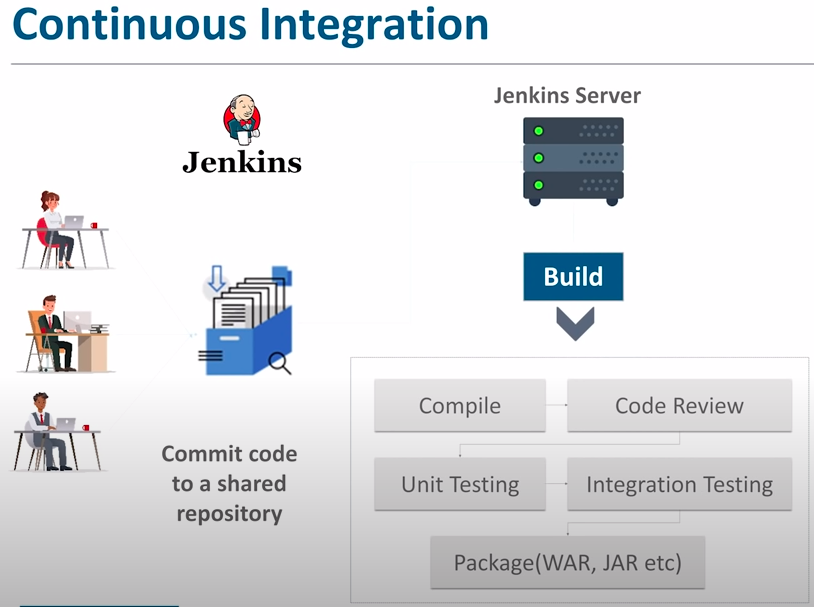 Continuous Integration
Jenkins Server
Jenkins
Build
Compile
Code Review
Commit code
to a shared
repository
Unit Testing
Integration Testing
Package(WAR, JAR etc)